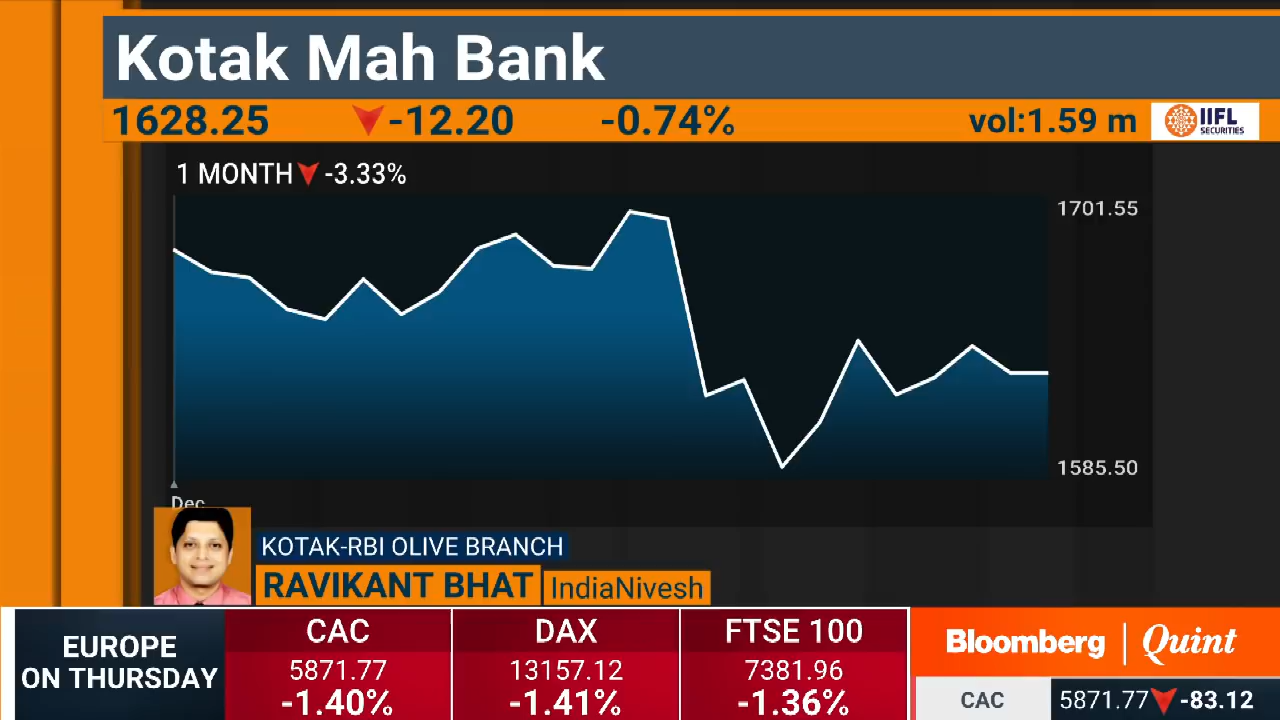 Kotak Mah Bank
1628.25 -12.20 -0.74% vol:1.59 m IIFL SECURITIES
1 MONTH -3.33%
1701.55
1585.50
Dec
KOTAK-RBI OLIVE BRANCH
RAVIKANT BHAT IndiaNivesh
EUROPE
ON THURSDAY
CAC
5871.77
-1.40%
DAX
13157.12
-1.41%
FTSE 100
7381.96
-1.36%
Bloomberg | Quint
CAC 5871.77 -83.12